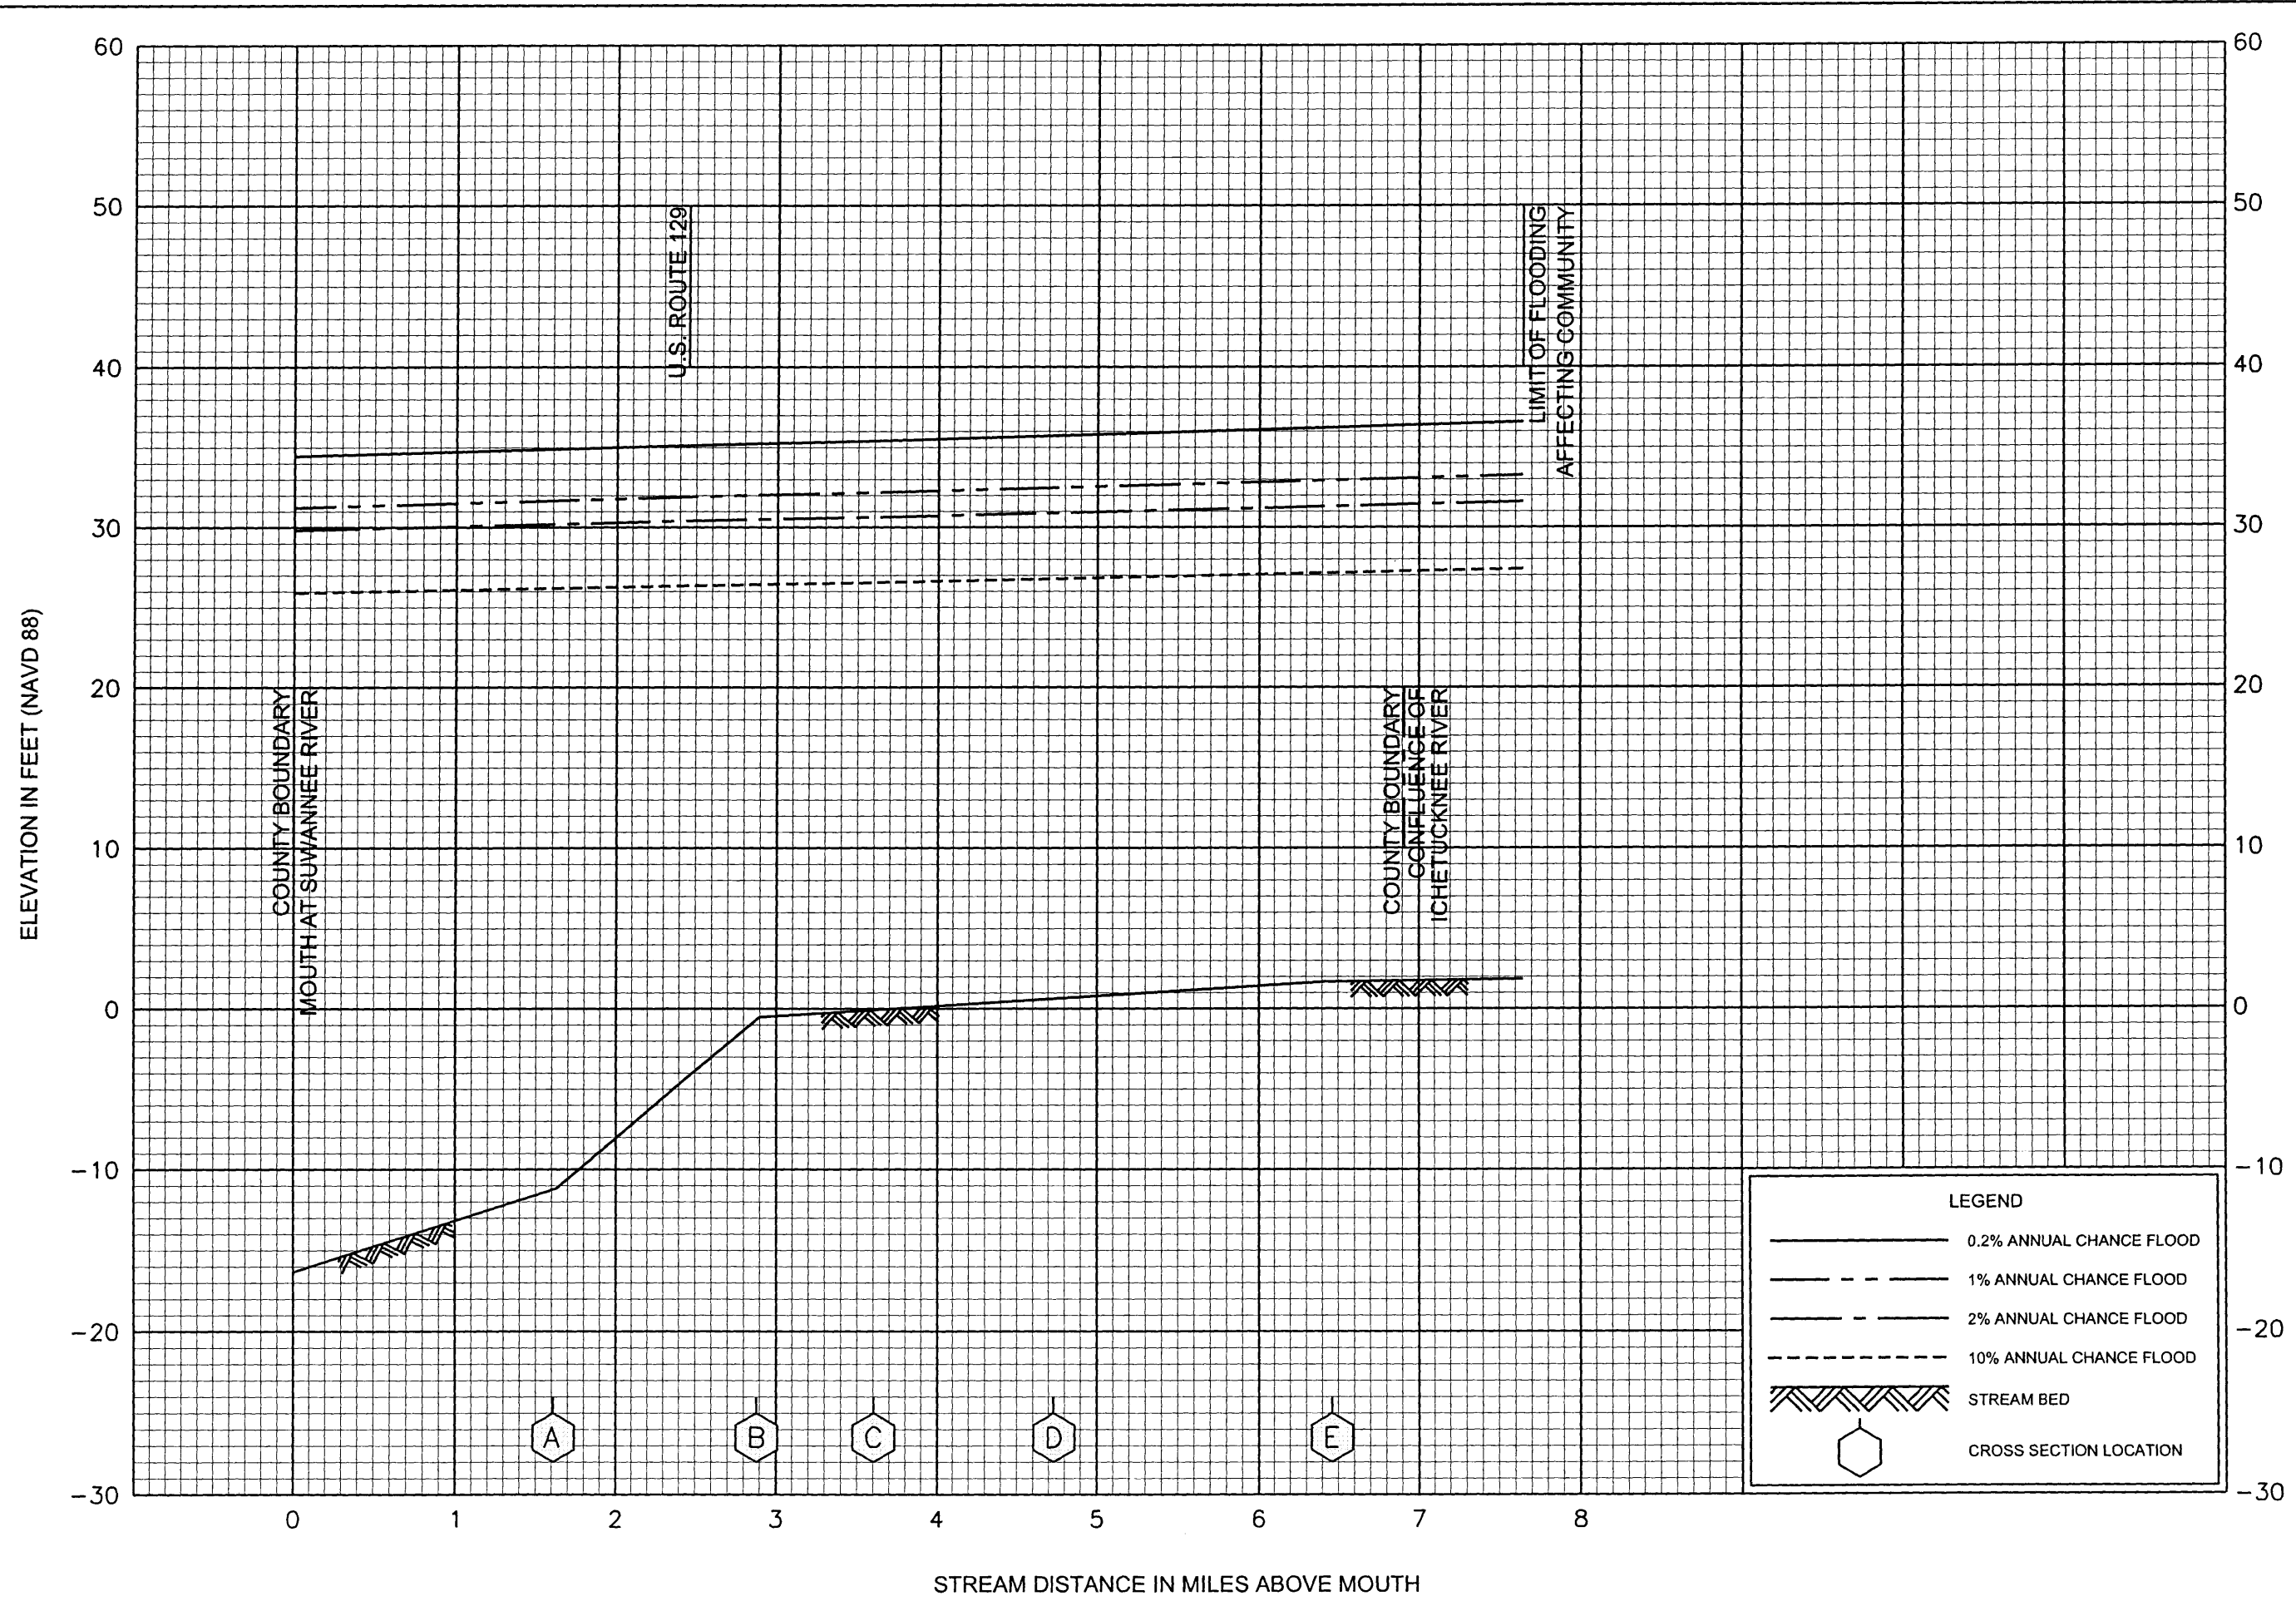 60
50
40
30
20
10
0
-10
-20
-30
60
50
40
30
20
10
0
-10
-20
-30
ELEVATION IN FEET (NAVD 88)
U.S. ROUTE 129
LIMIT OF FLOODING
AFFECTING COMMUNITY
COUNTY BOUNDARY
MOUTH AT SUWANNEE RIVER
COUNTY BOUNDARY
CONFLUENCE OF
ICHETUCKNEE RIVER
A B C D E
LEGEND
0.2% ANNUAL CHANCE FLOOD
1% ANNUAL CHANCE FLOOD
2% ANNUAL CHANCE FLOOD
10% ANNUAL CHANCE FLOOD
STREAM BED
CROSS SECTION LOCATION
0 1 2 3 4 5 6 7 8
STREAM DISTANCE IN MILES ABOVE MOUTH